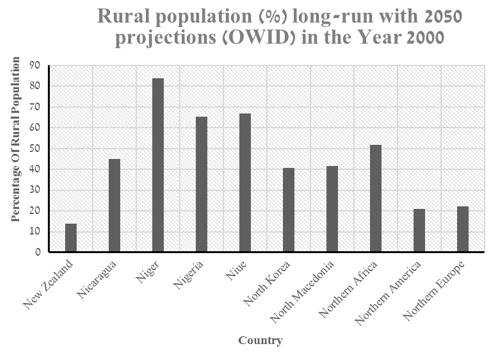 Rural population (%) long-run with 2050
projections (OWID) in the Year 2000
Percentage Of Rural Population
90
80
70
60
50
40
30
20
10
0
New Zealand
Nicaragua
Niger
Nigeria
Niue
North Korea
North Macedonia
Northern Africa
Northern America
Northern Europe
Country